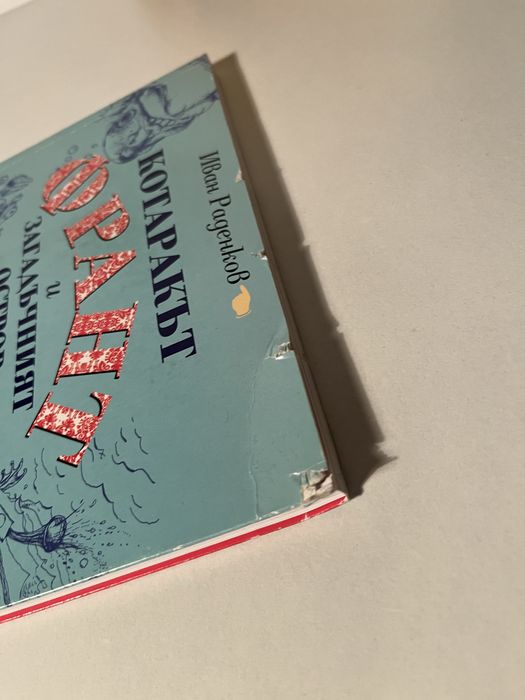 Иван Раденков
КОТАРАКЪТ
ФРАНТ
и
ЗАГАДЪЧНИЯТ